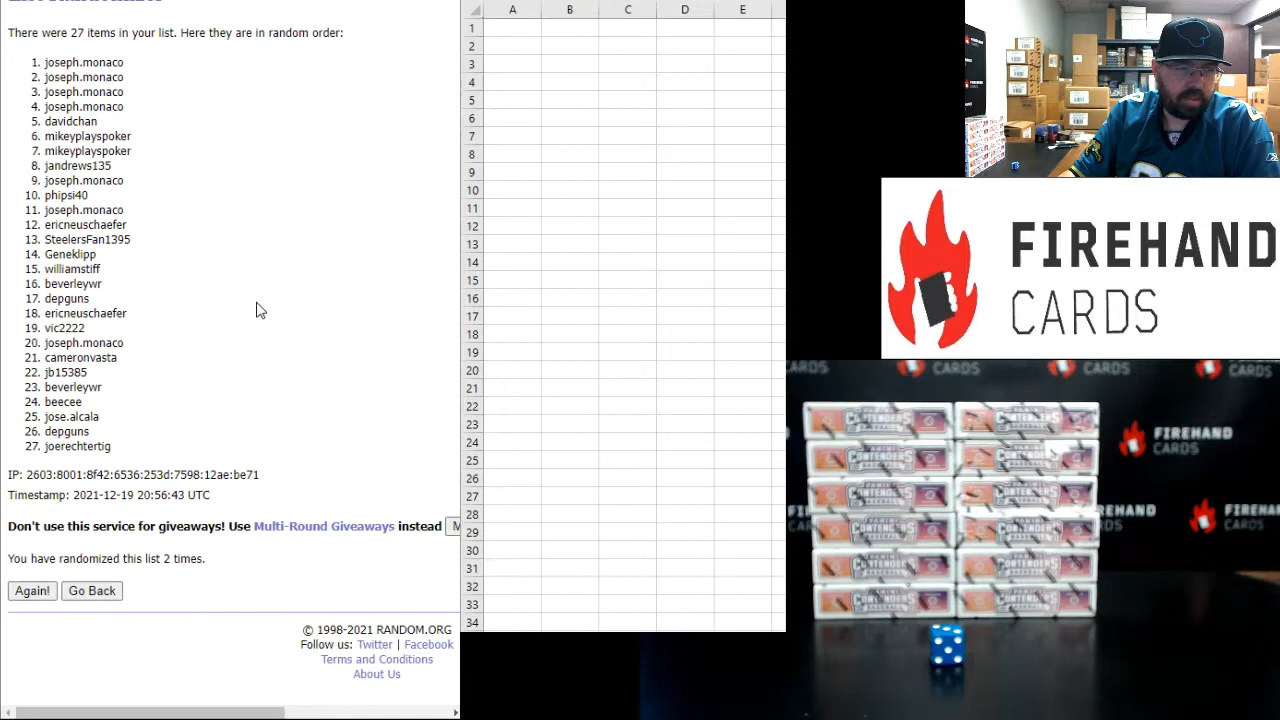 There were 27 items in your list. Here they are in random order:
1. joseph.monaco
2. joseph.monaco
3. joseph.monaco
4. joseph.monaco
5. davidchan
6. mikeyplayspoker
7. mikeyplayspoker
8. jandrews135
9. joseph.monaco
10. phipsi40
11. joseph.monaco
12. ericneuschaefer
13. SteelersFan1395
14. Geneklipp
15. williamstiff
16. beverleywr
17. depguns
18. ericneuschaefer
19. vic2222
20. joseph.monaco
21. cameronvasta
22. jb15385
23. beverleywr
24. beecee
25. jose.alcala
26. depguns
27. joerechtertig
IP: 2603:8001:8f42:6536:253d:7598:12ae:be71
Timestamp: 2021-12-19 20:56:43 UTC
Don't use this service for giveaways! Use Multi-Round Giveaways instead M
You have randomized this list 2 times.
Again! Go Back
© 1998-2021 RANDOM.ORG
Follow us: Twitter | Facebook
Terms and Conditions
About Us
A B C D E
1
2
3
4
5
6
7
8
9
10
11
12
13
14
15
16
17
18
19
20
21
22
23
24
25
26
27
28
29
30
31
32
33
34
FIREHAND
CARDS
CARDS CARDS CARDS
FIREHAND
CARDS
FIREHAND
CARDS
CONTENDERS
BASEBALL